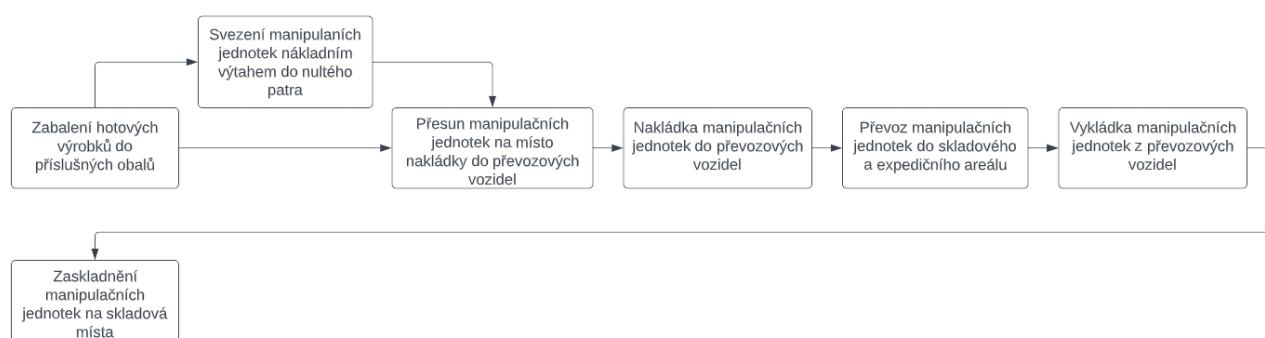 Svezení manipulaních
jednotek nákladním
výtahem do nultého
patra
Zabalení hotových
výrobků do
příslušných obalů
Přesun manipulačních
jednotek na místo
nakládky do převozových
vozidel
Nakládka manipulačních
jednotek do převozových
vozidel
Převoz manipulačních
jednotek do skladového
a expedičního areálu
Vykládka manipulačních
jednotek z převozových
vozidel
Zaskladnění
manipulačních
jednotek na skladová
místa